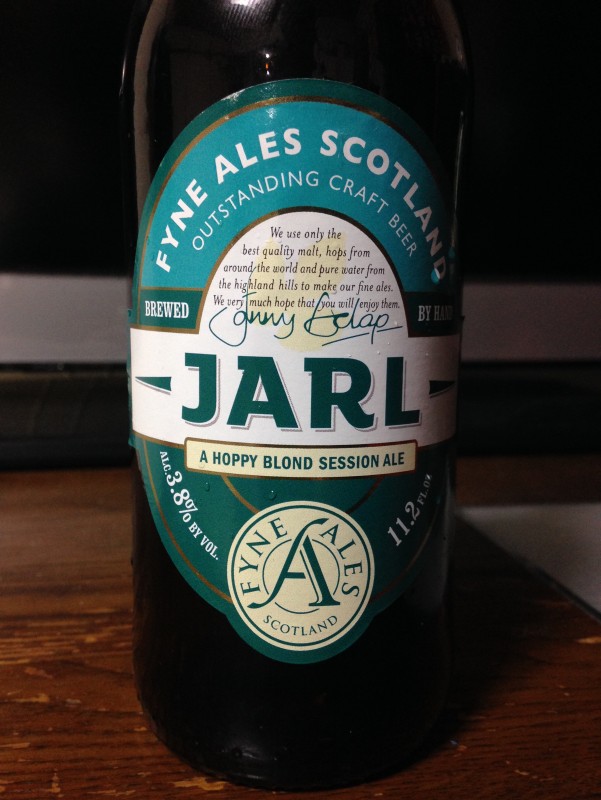 FYNE ALES SCOTLAND
OUTSTANDING CRAFT BEER
We use only the
best quality malt, hops from
around the world and pure water from
the highland hills to make our fine ales.
We very much hope that you will enjoy them.
BREWED
BY HAND
JARL
A HOPPY BLOND SESSION ALE
ALC. 3.8% BY VOL.
11.2 FL OZ
FYNE ALES
A
SCOTLAND